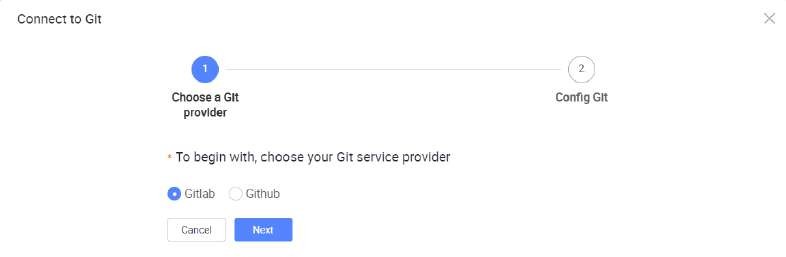 Connect to Git
1
2
Choose a Git
provider
Config Git
* To begin with, choose your Git service provider
Gitlab
Github
Cancel
Next